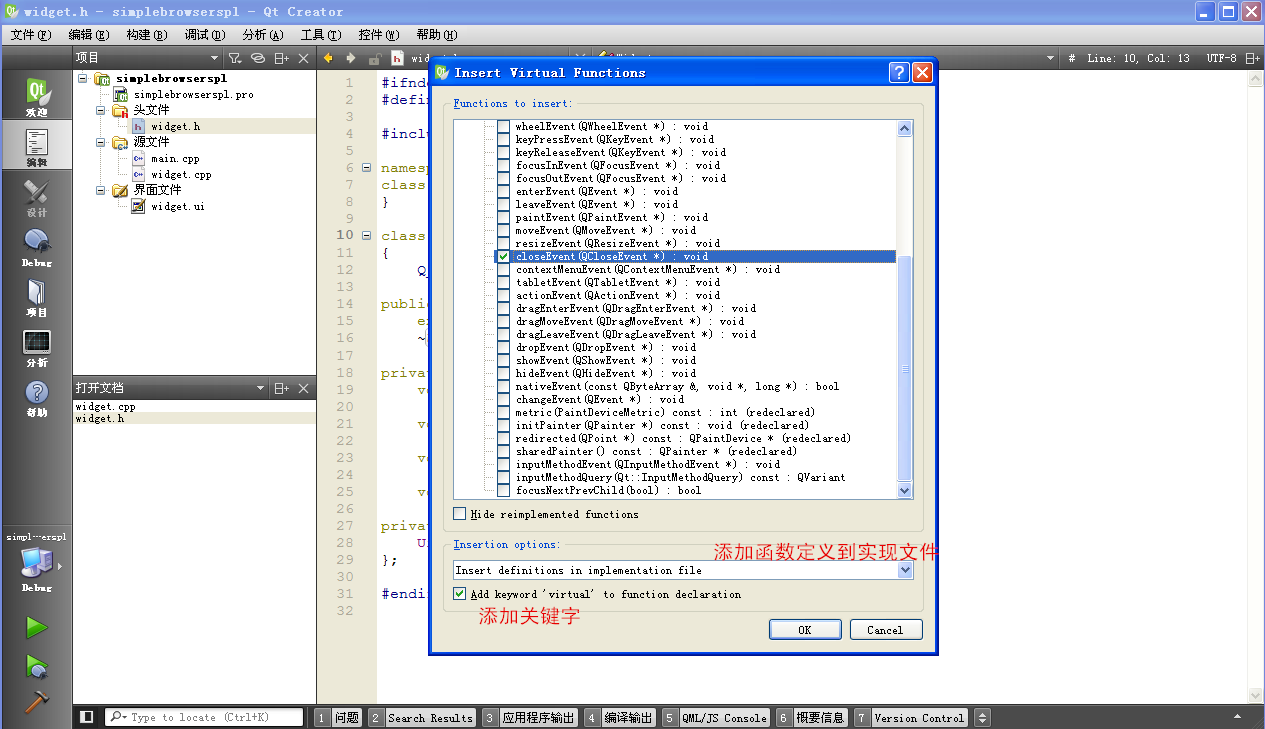 widget.h - simplebrowserspl - Qt Creator
文件(F) 编辑(E) 构建(B) 调试(D) 分析(A) 工具(T) 控件(W) 帮助(H)
项目
# Line: 10, Col: 13 UTF-8
欢迎
编辑
设计
Debug
项目
分析
帮助
simplebrowserspl
simplebrowserspl.pro
头文件
widget.h
源文件
main.cpp
widget.cpp
界面文件
widget.ui
打开文档
widget.cpp
widget.h
simpl…erspl
Debug
1 #ifnd
2 #defi
3
4 #incl
5
6 names
7 class
8 }
9
10 class
11 {
12 Q
13
14 public
15 e
16 ~
17
18 priva
19 v
20
21 v
22
23 v
24
25 v
26
27 priva
28 U
29 };
30
31 #endi
32
Insert Virtual Functions
Functions to insert:
wheelEvent(QWheelEvent *) : void
keyPressEvent(QKeyEvent *) : void
keyReleaseEvent(QKeyEvent *) : void
focusInEvent(QFocusEvent *) : void
focusOutEvent(QFocusEvent *) : void
enterEvent(QEvent *) : void
leaveEvent(QEvent *) : void
paintEvent(QPaintEvent *) : void
moveEvent(QMoveEvent *) : void
resizeEvent(QResizeEvent *) : void
closeEvent(QCloseEvent *) : void
contextMenuEvent(QContextMenuEvent *) : void
tabletEvent(QTabletEvent *) : void
actionEvent(QActionEvent *) : void
dragEnterEvent(QDragEnterEvent *) : void
dragMoveEvent(QDragMoveEvent *) : void
dragLeaveEvent(QDragLeaveEvent *) : void
dropEvent(QDropEvent *) : void
showEvent(QShowEvent *) : void
hideEvent(QHideEvent *) : void
nativeEvent(const QByteArray &, void *, long *) : bool
changeEvent(QEvent *) : void
metric(PaintDeviceMetric) const : int (redeclared)
initPainter(QPainter *) const : void (redeclared)
redirected(QPoint *) const : QPaintDevice * (redeclared)
sharedPainter() const : QPainter * (redeclared)
inputMethodEvent(QInputMethodEvent *) : void
inputMethodQuery(Qt::InputMethodQuery) const : QVariant
focusNextPrevChild(bool) : bool
Hide reimplemented functions
Insertion options:
添加函数定义到实现文件
Insert definitions in implementation file
Add keyword 'virtual' to function declaration
添加关键字
OK Cancel
Type to locate (Ctrl+K) 1 问题 2 Search Results 3 应用程序输出 4 编译输出 5 QML/JS Console 6 概要信息 7 Version Control